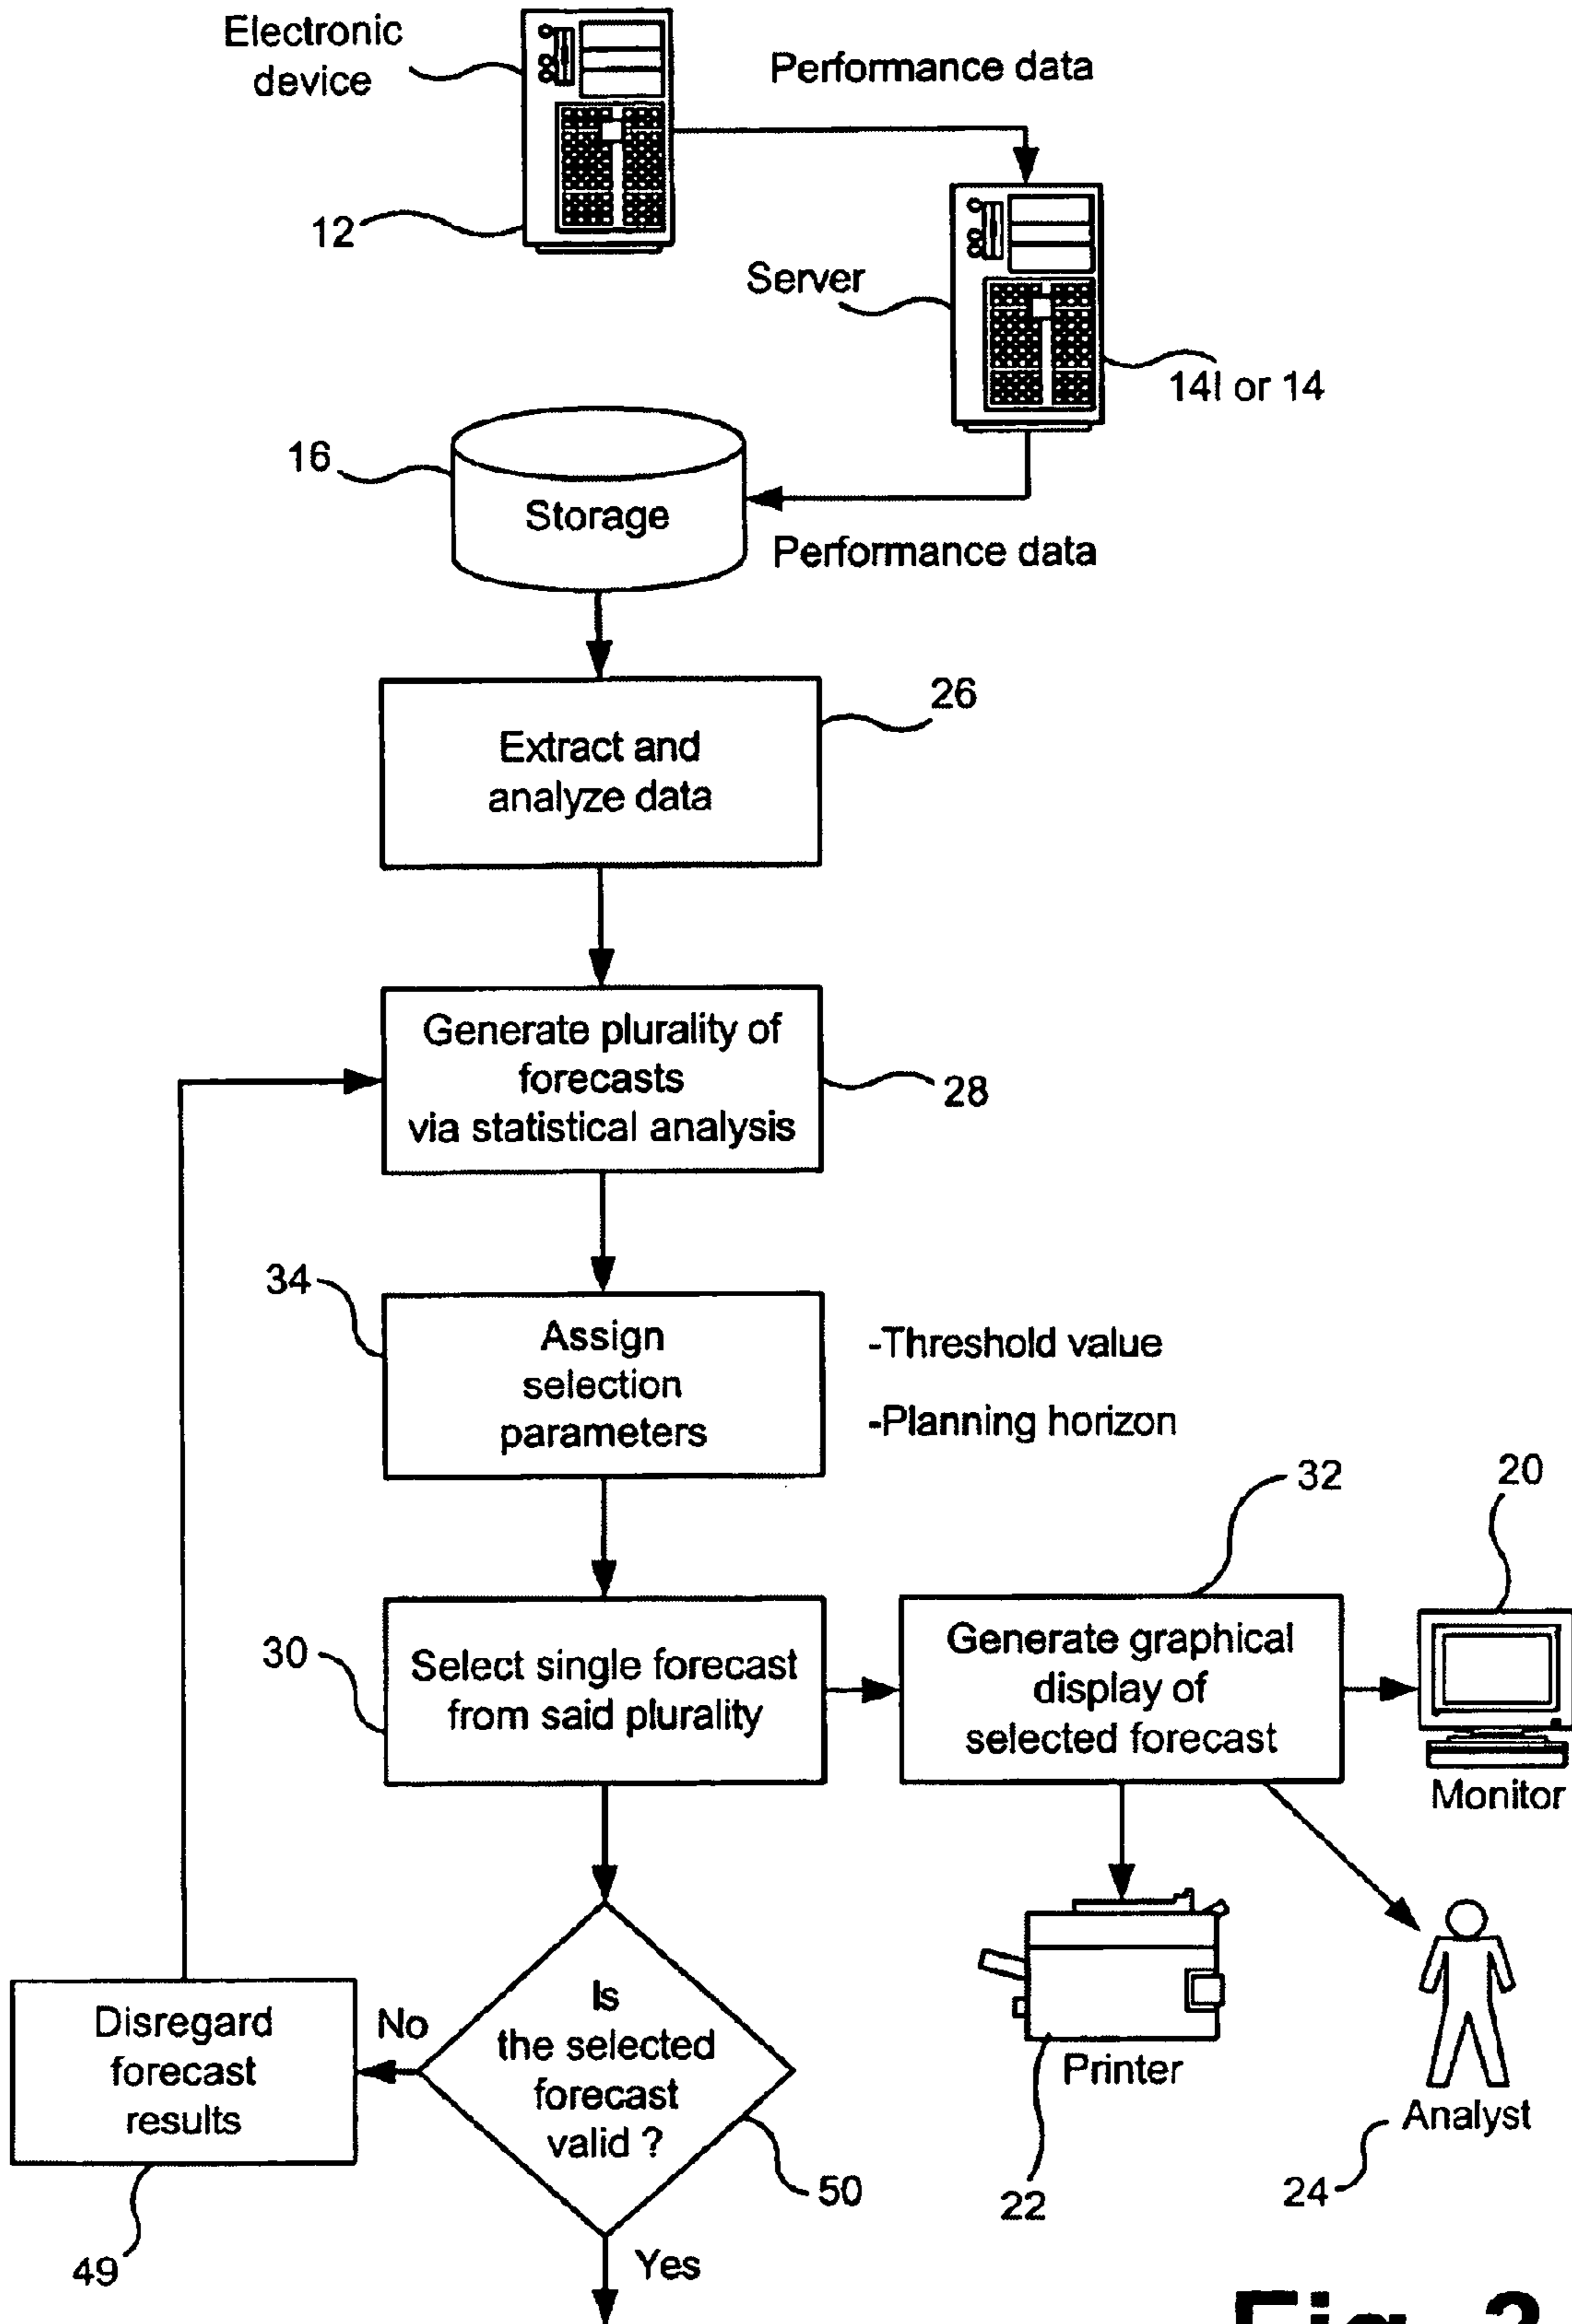 Electronic
device
Performance data
12
Server
14I or 14
16
Storage
Performance data
26
Extract and
analyze data
Generate plurality of
forecasts
via statistical analysis
28
34
Assign
selection
parameters
-Threshold value
-Planning horizon
32
20
30
Select single forecast
from said plurality
Generate graphical
display of
selected forecast
Monitor
Disregard
forecast
results
No
Is
the selected
forecast
valid ?
Printer
Analyst
50
22
24
49
Yes